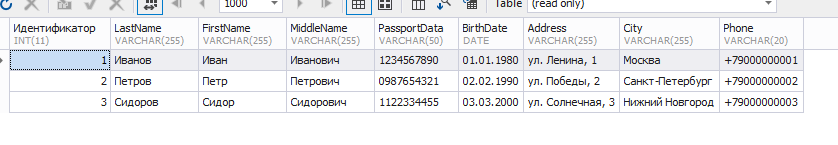 1000 Table (read only)
Идентификатор LastName FirstName MiddleName PassportData BirthDate Address City Phone
INT(11) VARCHAR(255) VARCHAR(255) VARCHAR(255) VARCHAR(50) DATE VARCHAR(255) VARCHAR(255) VARCHAR(20)
1 Иванов Иван Иванович 1234567890 01.01.1980 ул. Ленина, 1 Москва +79000000001
2 Петров Петр Петрович 0987654321 02.02.1990 ул. Победы, 2 Санкт-Петербург +79000000002
3 Сидоров Сидор Сидорович 1122334455 03.03.2000 ул. Солнечная, 3 Нижний Новгород +79000000003